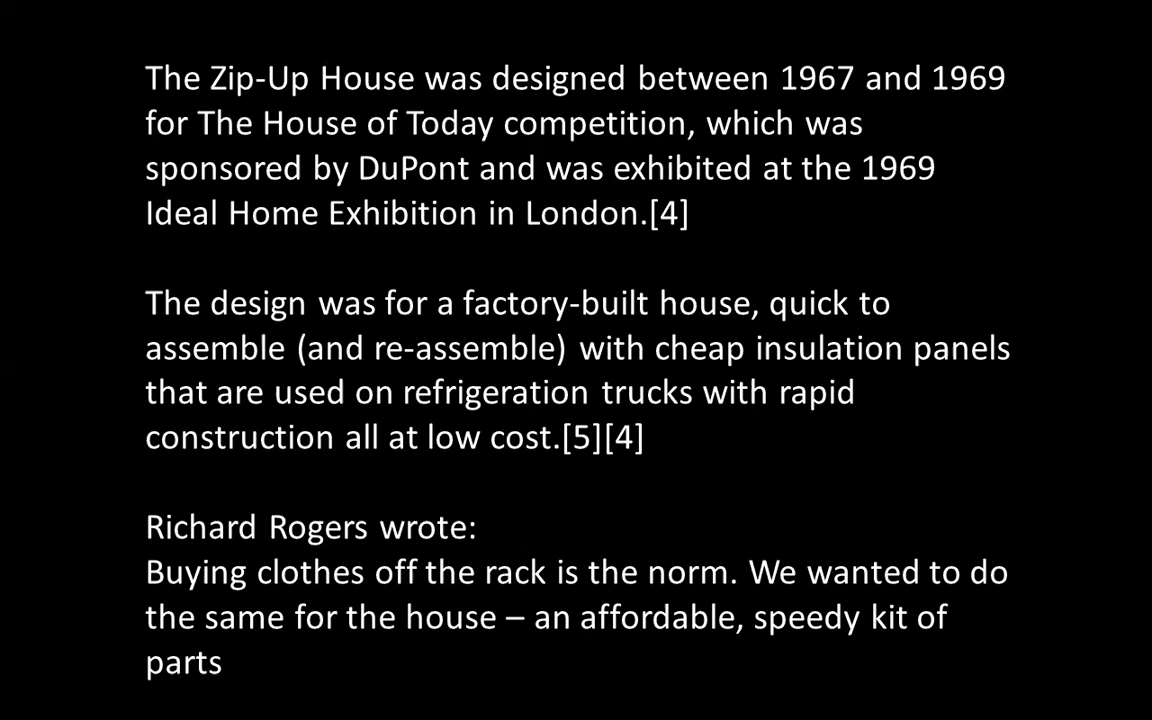 The Zip-Up House was designed between 1967 and 1969
for The House of Today competition, which was
sponsored by DuPont and was exhibited at the 1969
Ideal Home Exhibition in London.[4]
The design was for a factory-built house, quick to
assemble (and re-assemble) with cheap insulation panels
that are used on refrigeration trucks with rapid
construction all at low cost.[5][4]
Richard Rogers wrote:
Buying clothes off the rack is the norm. We wanted to do
the same for the house – an affordable, speedy kit of
parts